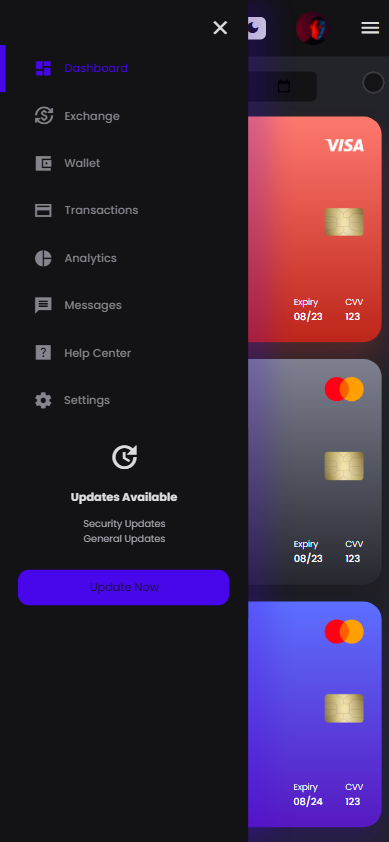 Dashboard
Exchange
Wallet
Transactions
Analytics
Messages
Help Center
Settings
Updates Available
Security Updates
General Updates
Update Now
VISA
Expiry CVV
08/23 123
Expiry CVV
08/23 123
Expiry CVV
08/24 123